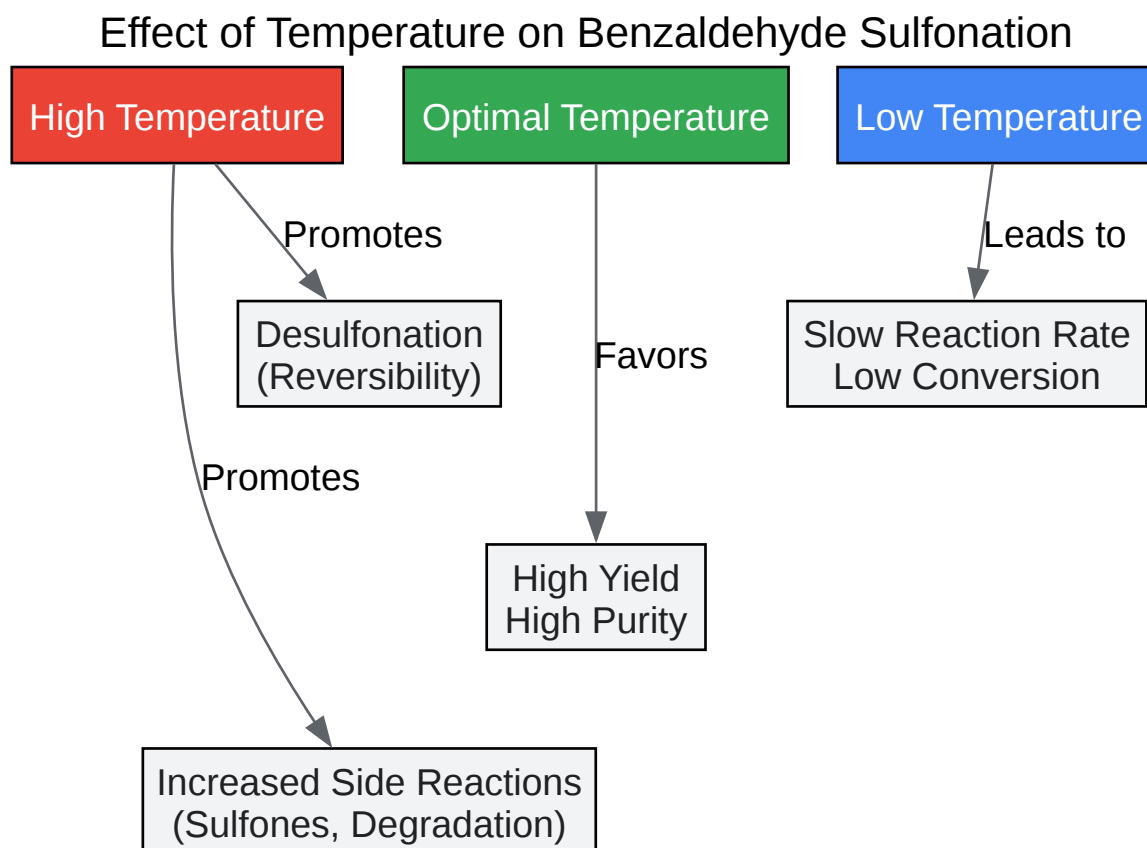 Effect of Temperature on Benzaldehyde Sulfonation
High Temperature
Optimal Temperature
Low Temperature
Promotes
Leads to
Desulfonation
(Reversibility)
Slow Reaction Rate
Low Conversion
Favors
Promotes
High Yield
High Purity
Increased Side Reactions
(Sulfones, Degradation)